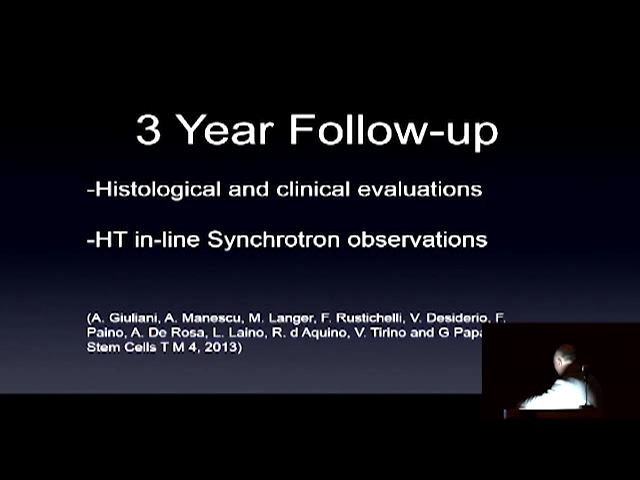 3 Year Follow-up
-Histological and clinical evaluations
-HT in-line Synchrotron observations
(A. Giuliani, A. Manescu, M. Langer, F. Rustichelli, V. Desiderio, F.
Paino, A. De Rosa, L. Laino, R. d Aquino, V. Tirino and G
Stem Cells T M 4, 2013)